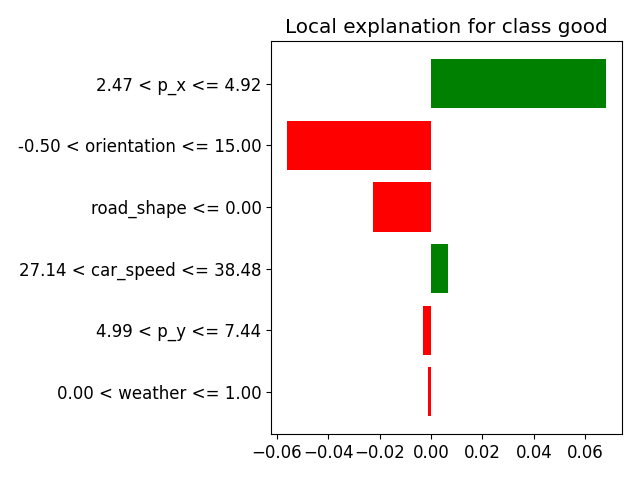 Local explanation for class good
2.47 < p_x <= 4.92
-0.50 < orientation <= 15.00
road_shape <= 0.00
27.14 < car_speed <= 38.48
4.99 < p_y <= 7.44
0.00 < weather <= 1.00
−0.06 −0.04 −0.02 0.00 0.02 0.04 0.06